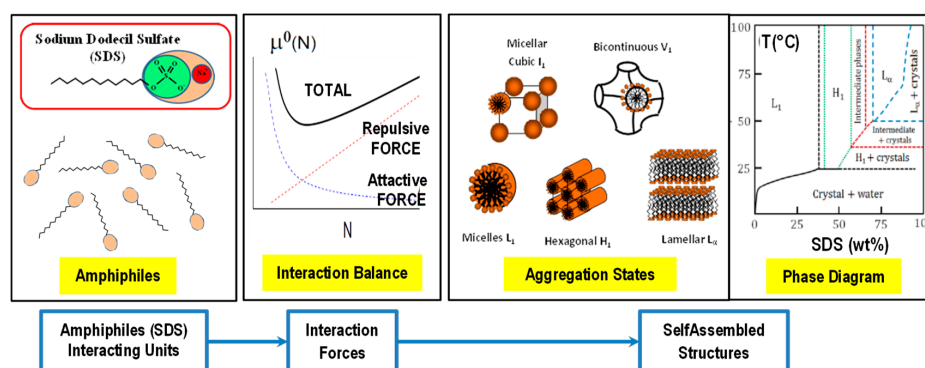 Sodium Dodecil Sulfate
(SDS)
O
O
S
O
O
Na
Amphiphiles
μ⁰(N)
TOTAL
Repulsive
FORCE
Attactive
FORCE
N
Interaction Balance
Micellar
Cubic I₁
Bicontinuous V₁
Micelles L₁
Hexagonal H₁
Lamellar Lα
Aggregation States
T(°C)
100
75
50
25
0
L₁
H₁
Intermediate phases
Lα
Lα + crystals
Intermediate
+ crystals
H₁ + crystals
Crystal + water
0
25
50
75
100
SDS (wt%)
Phase Diagram
Amphiphiles (SDS)
Interacting Units
Interaction
Forces
SelfAssembled
Structures